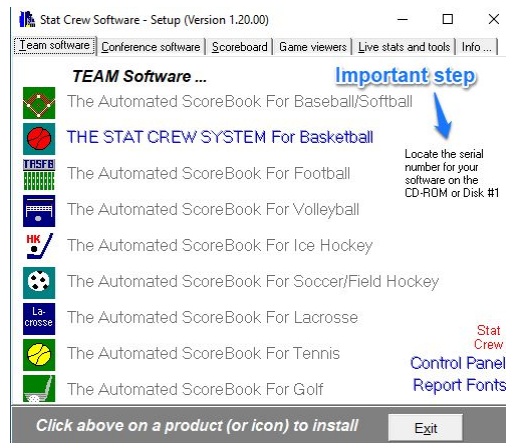 Stat Crew Software - Setup (Version 1.20.00)
Team software Conference software Scoreboard Game viewers Live stats and tools Info ...
TEAM Software ...
Important step
The Automated ScoreBook For Baseball/Softball
THE STAT CREW SYSTEM For Basketball
Locate the serial
number for your
software on the
CD-ROM or Disk #1
TASFB
The Automated ScoreBook For Football
The Automated ScoreBook For Volleyball
HK
The Automated ScoreBook For Ice Hockey
The Automated ScoreBook For Soccer/Field Hockey
La-
crosse
The Automated ScoreBook For Lacrosse
Stat
Crew
The Automated ScoreBook For Tennis
Control Panel
Report Fonts
The Automated ScoreBook For Golf
Click above on a product (or icon) to install
Exit